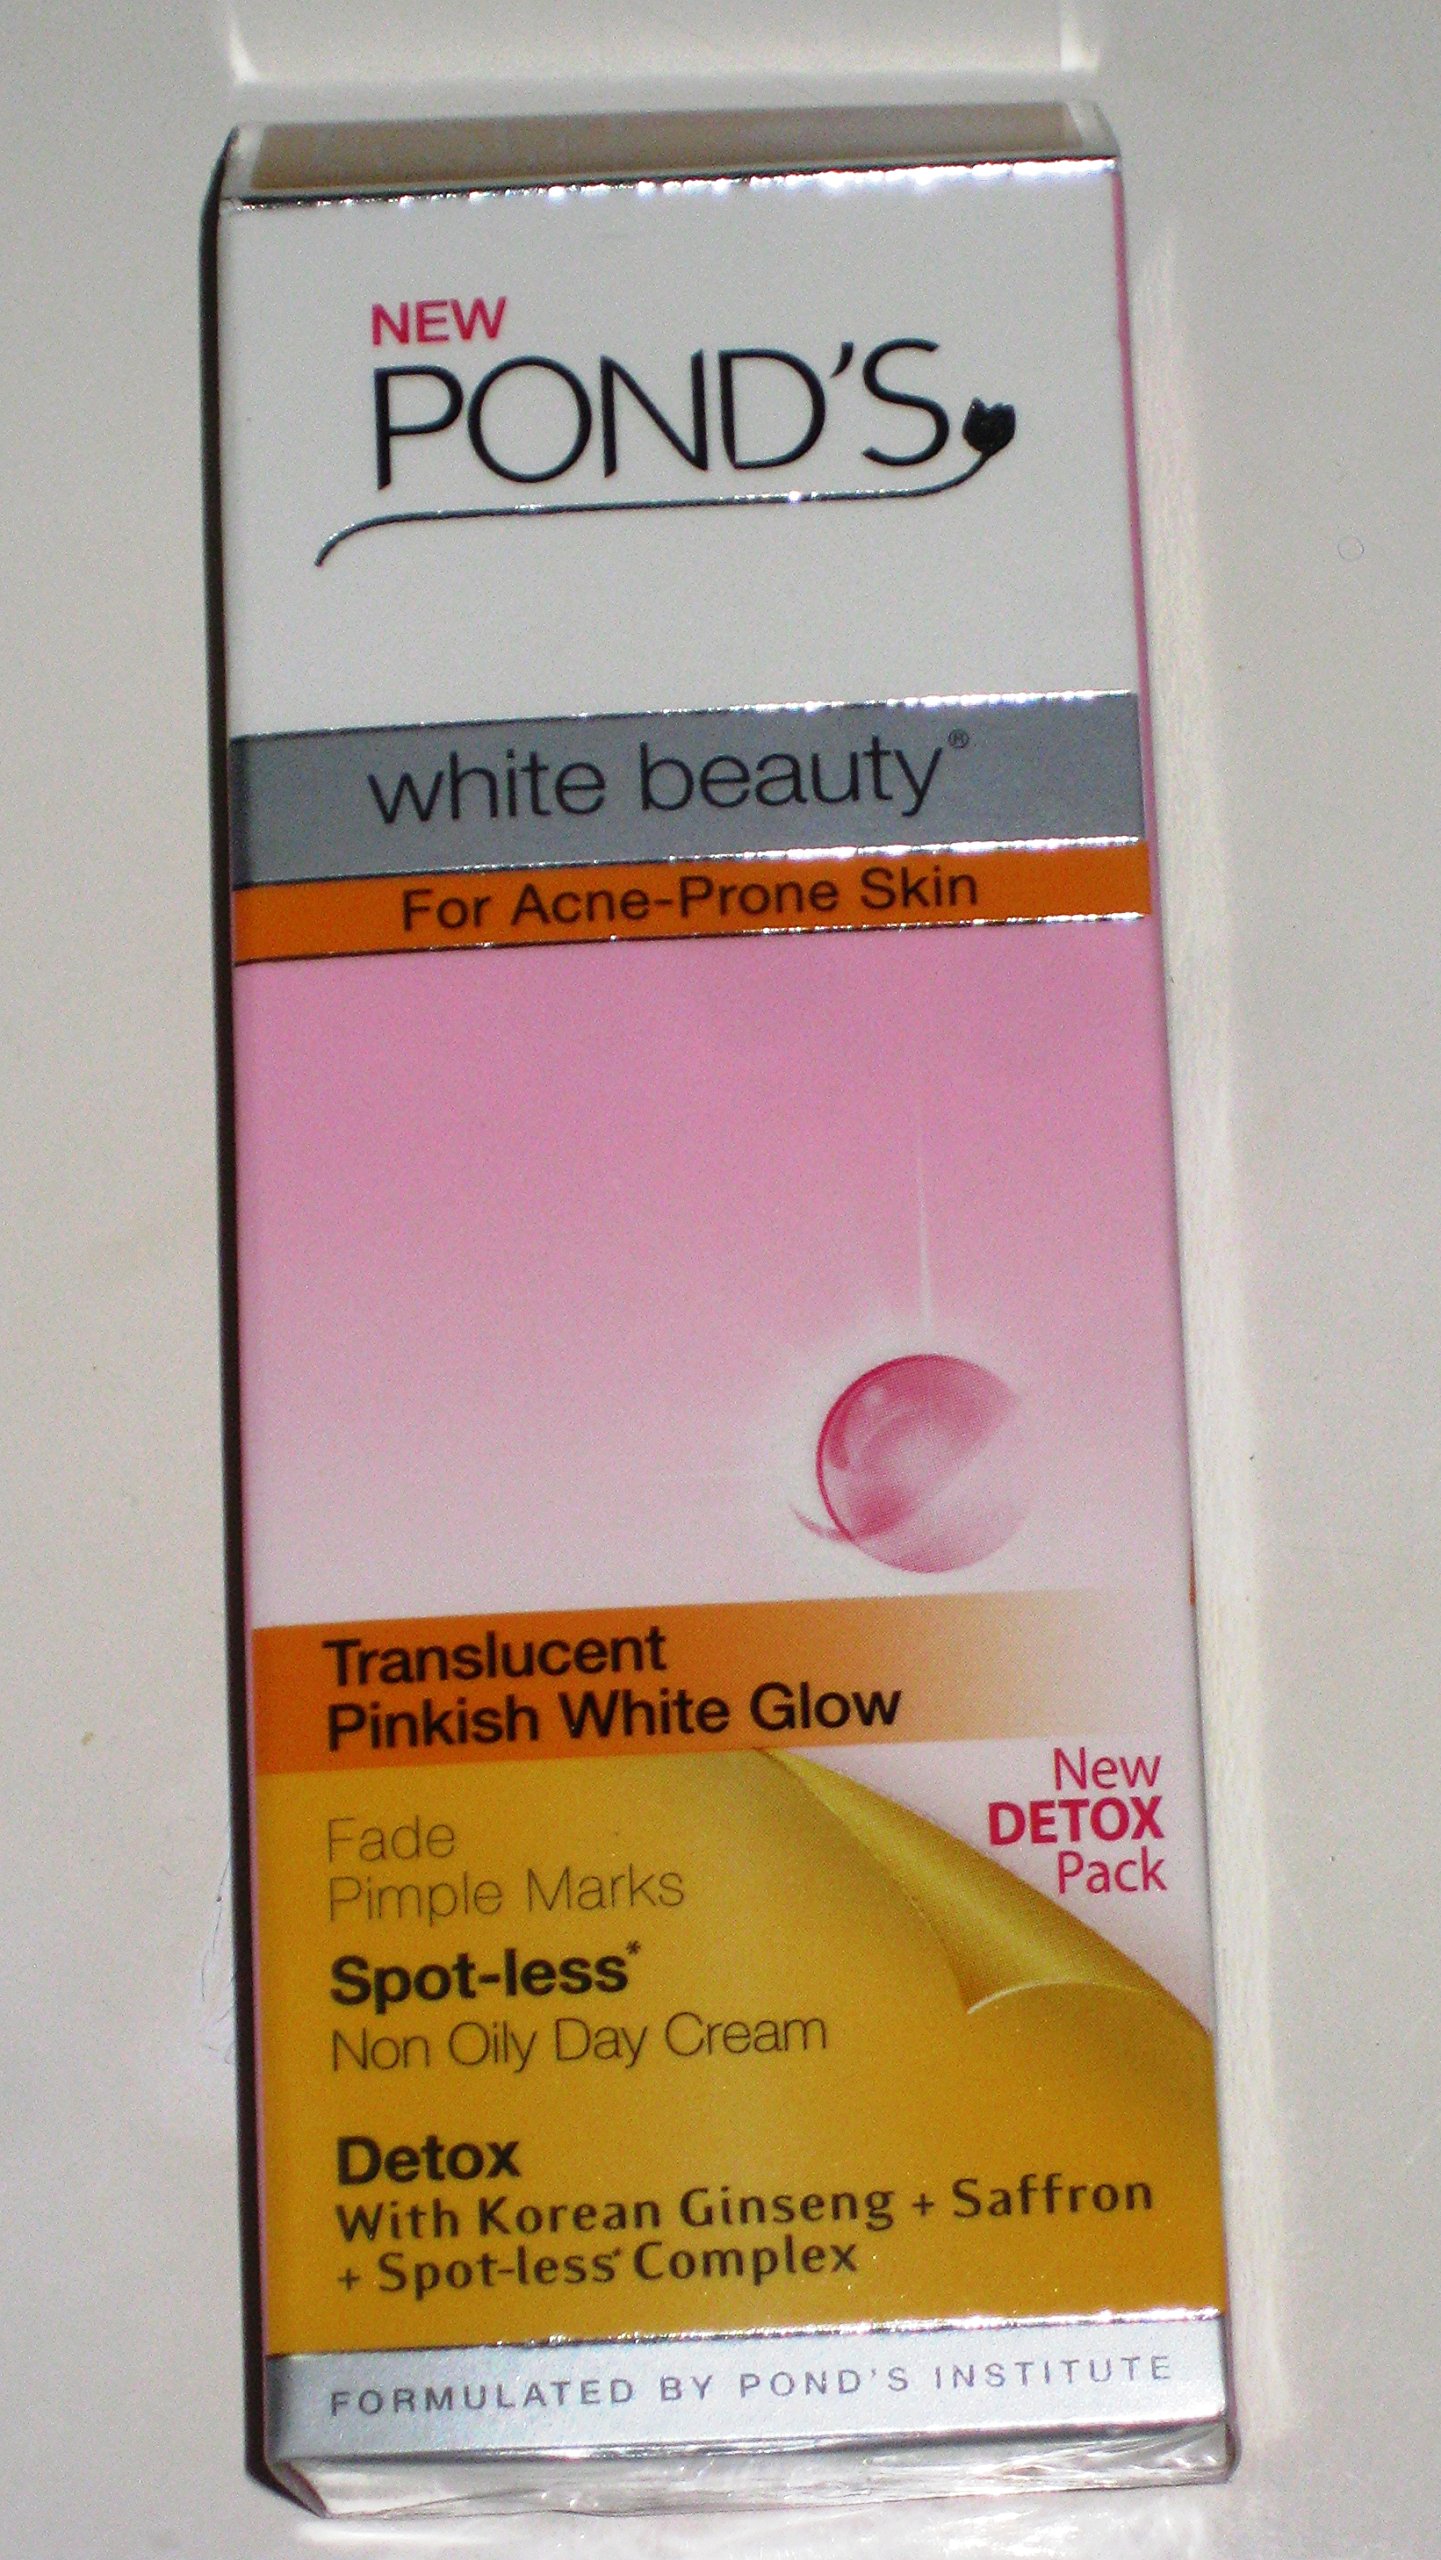 NEW
POND'S
white beauty®
For Acne-Prone Skin
Translucent
Pinkish White Glow
New
DETOX
Pack
Fade
Pimple Marks
Spot-less*
Non Oily Day Cream
Detox
With Korean Ginseng + Saffron
+ Spot-less* Complex
FORMULATED BY POND'S INSTITUTE